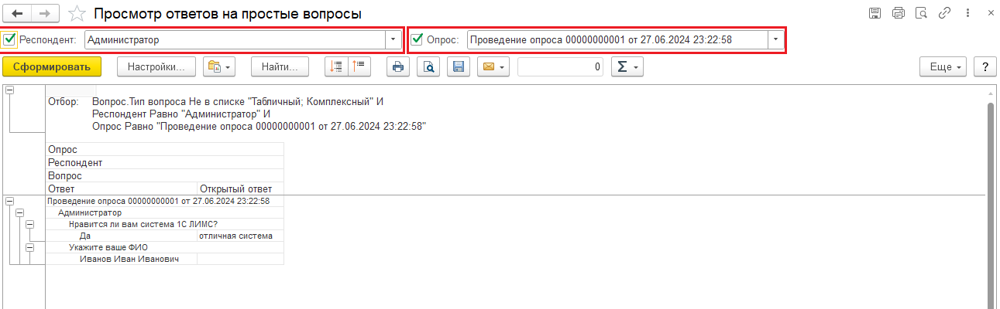 Просмотр ответов на простые вопросы
Респондент: Администратор Опрос: Проведение опроса 00000000001 от 27.06.2024 23:22:58
Сформировать Настройки... Найти... 0 Σ Еще ?
Отбор: Вопрос.Тип вопроса Не в списке "Табличный; Комплексный" И
Респондент Равно "Администратор" И
Опрос Равно "Проведение опроса 00000000001 от 27.06.2024 23:22:58"
Опрос
Респондент
Вопрос
Ответ Открытый ответ
Проведение опроса 00000000001 от 27.06.2024 23:22:58
Администратор
Нравится ли вам система 1С ЛИМС?
Да отличная система
Укажите ваше ФИО
Иванов Иван Иванович